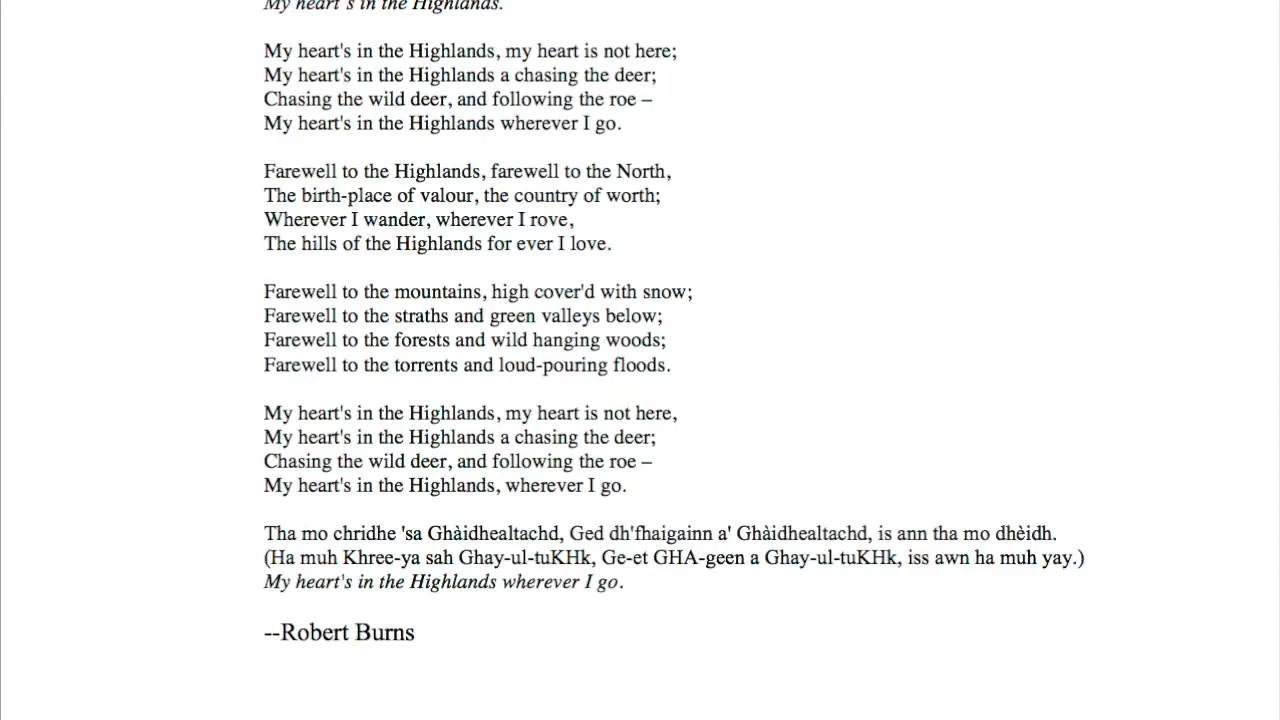 My heart's in the Highlands.
My heart's in the Highlands, my heart is not here;
My heart's in the Highlands a chasing the deer;
Chasing the wild deer, and following the roe –
My heart's in the Highlands wherever I go.
Farewell to the Highlands, farewell to the North,
The birth-place of valour, the country of worth;
Wherever I wander, wherever I rove,
The hills of the Highlands for ever I love.
Farewell to the mountains, high cover'd with snow;
Farewell to the straths and green valleys below;
Farewell to the forests and wild hanging woods;
Farewell to the torrents and loud-pouring floods.
My heart's in the Highlands, my heart is not here,
My heart's in the Highlands a chasing the deer;
Chasing the wild deer, and following the roe –
My heart's in the Highlands, wherever I go.
Tha mo chridhe 'sa Ghàidhealtachd, Ged dh'fhaigainn a' Ghàidhealtachd, is ann tha mo dhèidh.
(Ha muh Khree-ya sah Ghay-ul-tuKHk, Ge-et GHA-geen a Ghay-ul-tuKHk, iss awn ha muh yay.)
My heart's in the Highlands wherever I go.
--Robert Burns